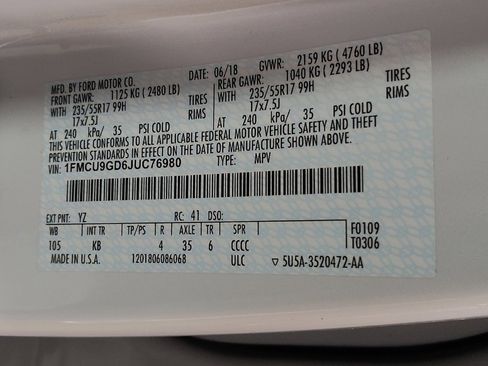 MFD. BY FORD MOTOR CO. DATE: 06/18 GVWR: 2159 KG ( 4760 LB)
FRONT GAWR: 1125 KG ( 2480 LB) REAR GAWR: 1040 KG ( 2293 LB)
WITH 235/55R17 99H TIRES WITH 235/55R17 99H TIRES
17x7.5J RIMS 17x7.5J RIMS
AT 240 kPa/ 35 PSI COLD AT 240 kPa/ 35 PSI COLD
THIS VEHICLE CONFORMS TO ALL APPLICABLE FEDERAL MOTOR VEHICLE SAFETY AND THEFT
PREVENTION STANDARDS IN EFFECT ON THE DATE OF MANUFACTURE SHOWN ABOVE.
VIN: 1FMCU9GD6JUC76980 TYPE: MPV
EXT PNT: YZ RC: 41 DSO:
WB INT TR TP/PS R AXLE TR SPR F0109
105 KB 4 35 6 CCCC T0306
MADE IN U.S.A. 1201806086068 ULC ▽ 5U5A-3520472-AA